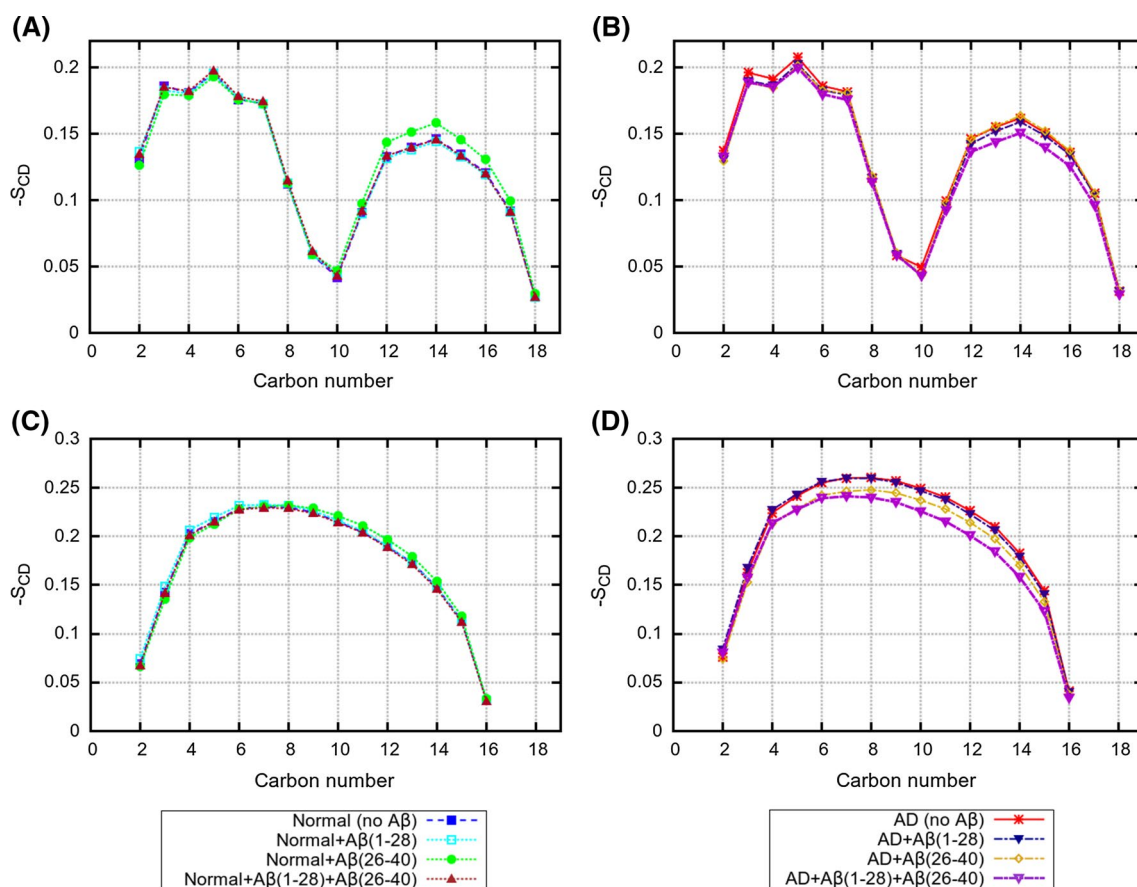 (A)
0.2
0.15
0.1
0.05
0
-SCD
0 2 4 6 8 10 12 14 16 18
Carbon number
(B)
0.2
0.15
0.1
0.05
0
-SCD
0 2 4 6 8 10 12 14 16 18
Carbon number
(C)
0.3
0.25
0.2
0.15
0.1
0.05
0
-SCD
0 2 4 6 8 10 12 14 16 18
Carbon number
(D)
0.3
0.25
0.2
0.15
0.1
0.05
0
-SCD
0 2 4 6 8 10 12 14 16 18
Carbon number
Normal (no Aβ)
Normal+Aβ(1-28)
Normal+Aβ(26-40)
Normal+Aβ(1-28)+Aβ(26-40)
AD (no Aβ)
AD+Aβ(1-28)
AD+Aβ(26-40)
AD+Aβ(1-28)+Aβ(26-40)